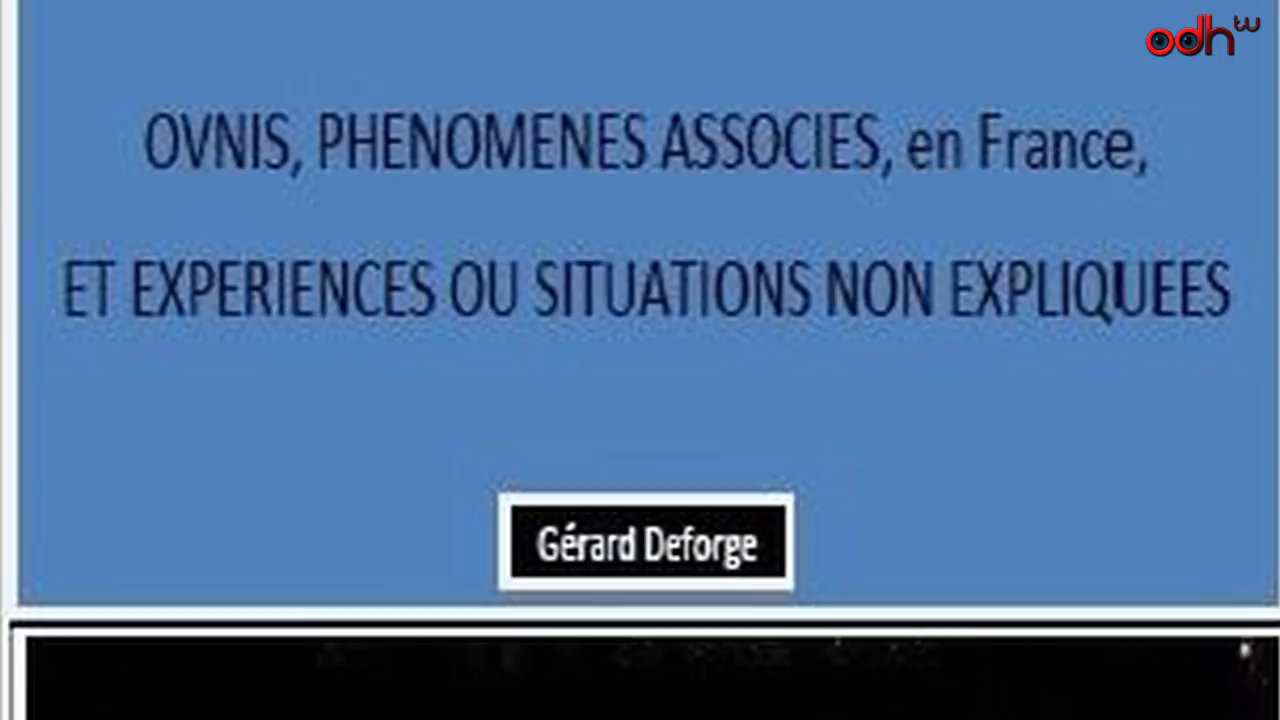 odh tv
OVNIS, PHENOMENES ASSOCIES, en France,
ET EXPERIENCES OU SITUATIONS NON EXPLIQUEES
Gérard Deforge